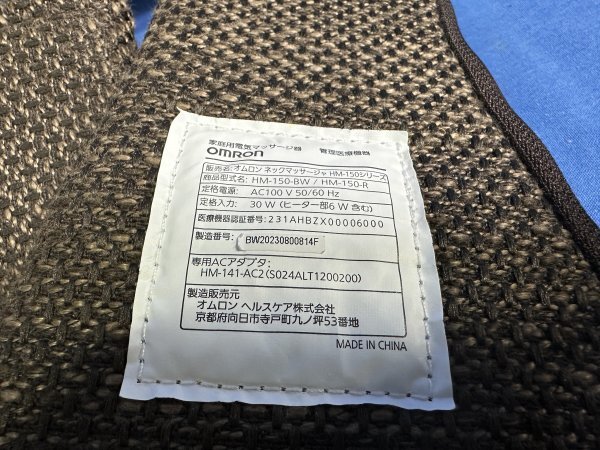 家庭用電気マッサージ器 管理医療機器
OMRON
販売名: オムロン ネックマッサージャ HM-150シリーズ
商品型式名: HM-150-BW / HM-150-R
定格電源: AC100 V 50/60 Hz
定格入力: 30 W (ヒーター部6 W 含む)
医療機器認証番号: 231AHBZX00006000
製造番号: BW20230800814F
専用ACアダプタ:
HM-141-AC2(S024ALT1200200)
製造販売元
オムロン ヘルスケア株式会社
京都府向日市寺戸町九ノ坪53番地
MADE IN CHINA